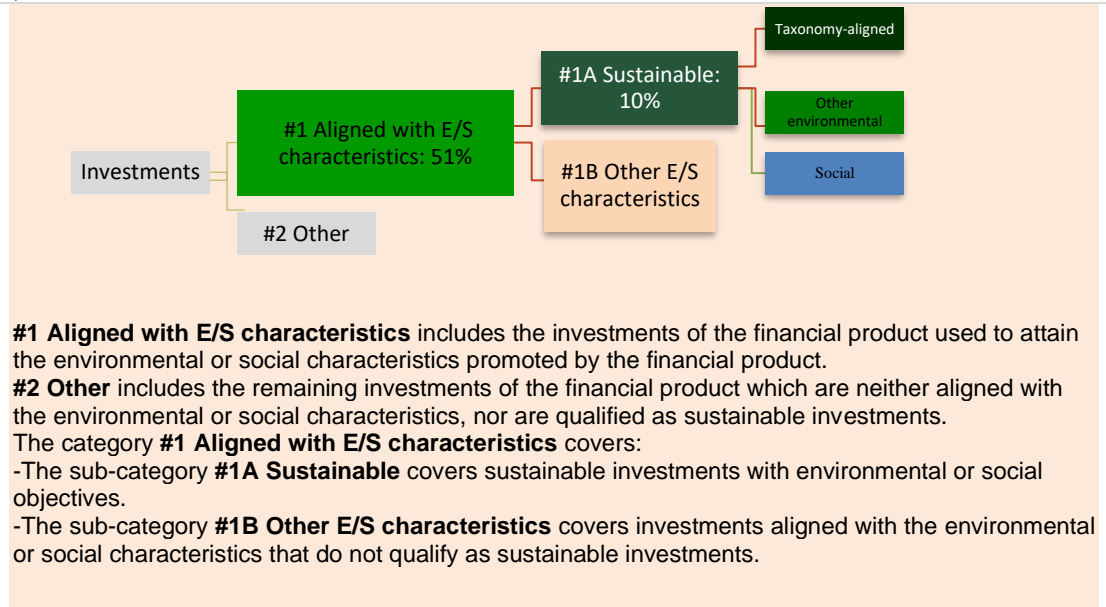 Taxonomy-aligned
#1A Sustainable:
10%
Other
environmental
#1 Aligned with E/S
characteristics: 51%
Investments
#1B Other E/S
characteristics
Social
#2 Other
#1 Aligned with E/S characteristics includes the investments of the financial product used to attain
the environmental or social characteristics promoted by the financial product.
#2 Other includes the remaining investments of the financial product which are neither aligned with
the environmental or social characteristics, nor are qualified as sustainable investments.
The category #1 Aligned with E/S characteristics covers:
-The sub-category #1A Sustainable covers sustainable investments with environmental or social
objectives.
-The sub-category #1B Other E/S characteristics covers investments aligned with the environmental
or social characteristics that do not qualify as sustainable investments.